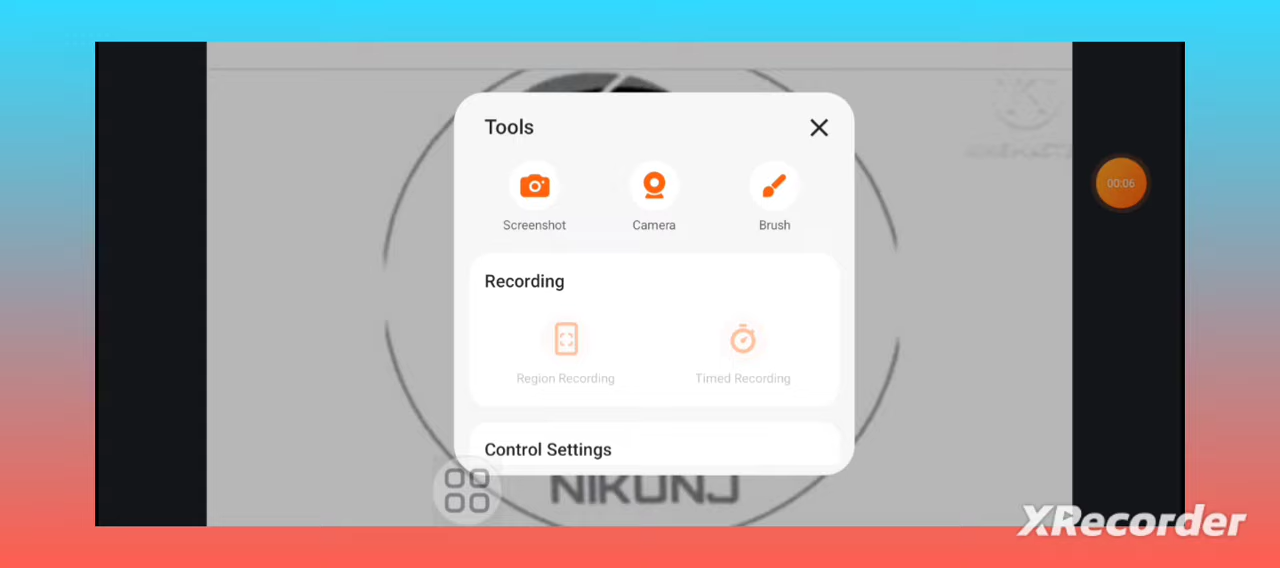 Tools
Screenshot
Camera
Brush
00:06
Recording
Region Recording
Timed Recording
Control Settings
NIKUNJ
XRecorder